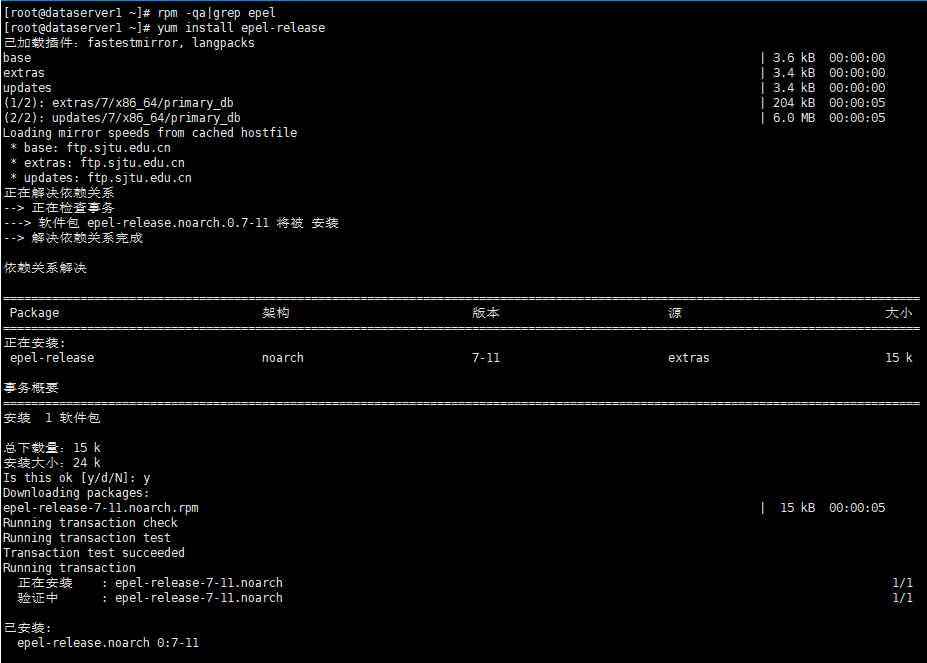 [root@dataserver1 ~]# rpm -qa|grep epel
[root@dataserver1 ~]# yum install epel-release
已加载插件：fastestmirror, langpacks
base | 3.6 kB 00:00:00
extras | 3.4 kB 00:00:00
updates | 3.4 kB 00:00:00
(1/2): extras/7/x86_64/primary_db | 204 kB 00:00:05
(2/2): updates/7/x86_64/primary_db | 6.0 MB 00:00:05
Loading mirror speeds from cached hostfile
* base: ftp.sjtu.edu.cn
* extras: ftp.sjtu.edu.cn
* updates: ftp.sjtu.edu.cn
正在解决依赖关系
--> 正在检查事务
---> 软件包 epel-release.noarch.0.7-11 将被 安装
--> 解决依赖关系完成
依赖关系解决
================================================================================
Package 架构 版本 源 大小
================================================================================
正在安装:
epel-release noarch 7-11 extras 15 k
事务概要
================================================================================
安装 1 软件包
总下载量：15 k
安装大小：24 k
Is this ok [y/d/N]: y
Downloading packages:
epel-release-7-11.noarch.rpm | 15 kB 00:00:05
Running transaction check
Running transaction test
Transaction test succeeded
Running transaction
正在安装 : epel-release-7-11.noarch 1/1
验证中 : epel-release-7-11.noarch 1/1
已安装:
epel-release.noarch 0:7-11